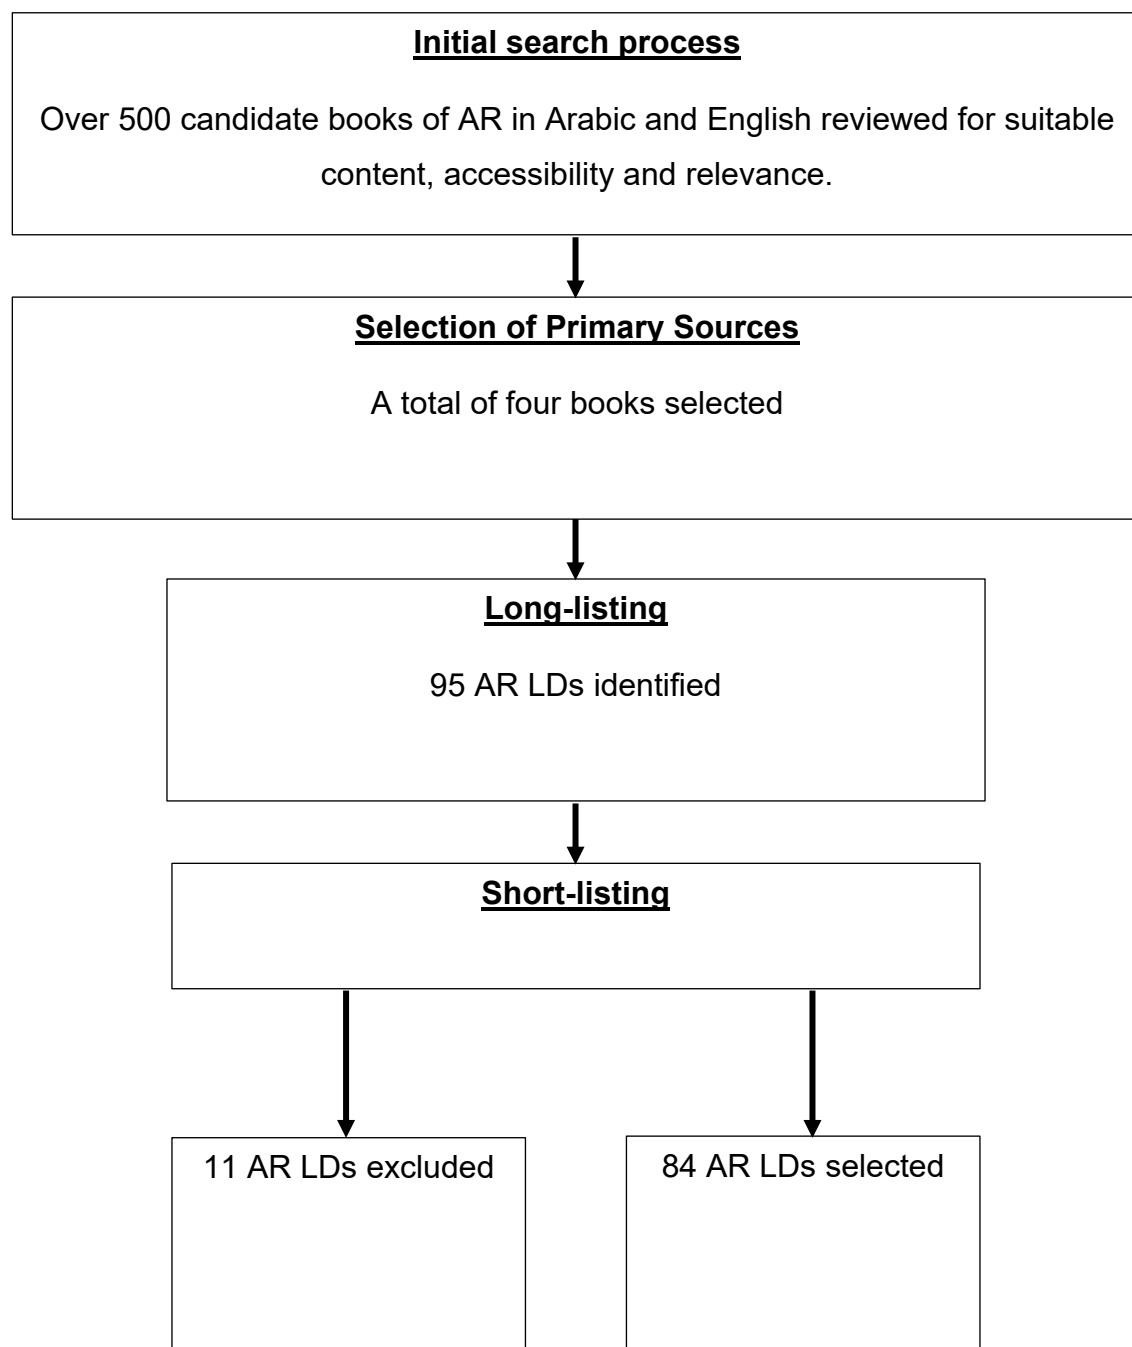 Initial search process
Over 500 candidate books of AR in Arabic and English reviewed for suitable
content, accessibility and relevance.
Selection of Primary Sources
A total of four books selected
Long-listing
95 AR LDs identified
Short-listing
11 AR LDs excluded
84 AR LDs selected